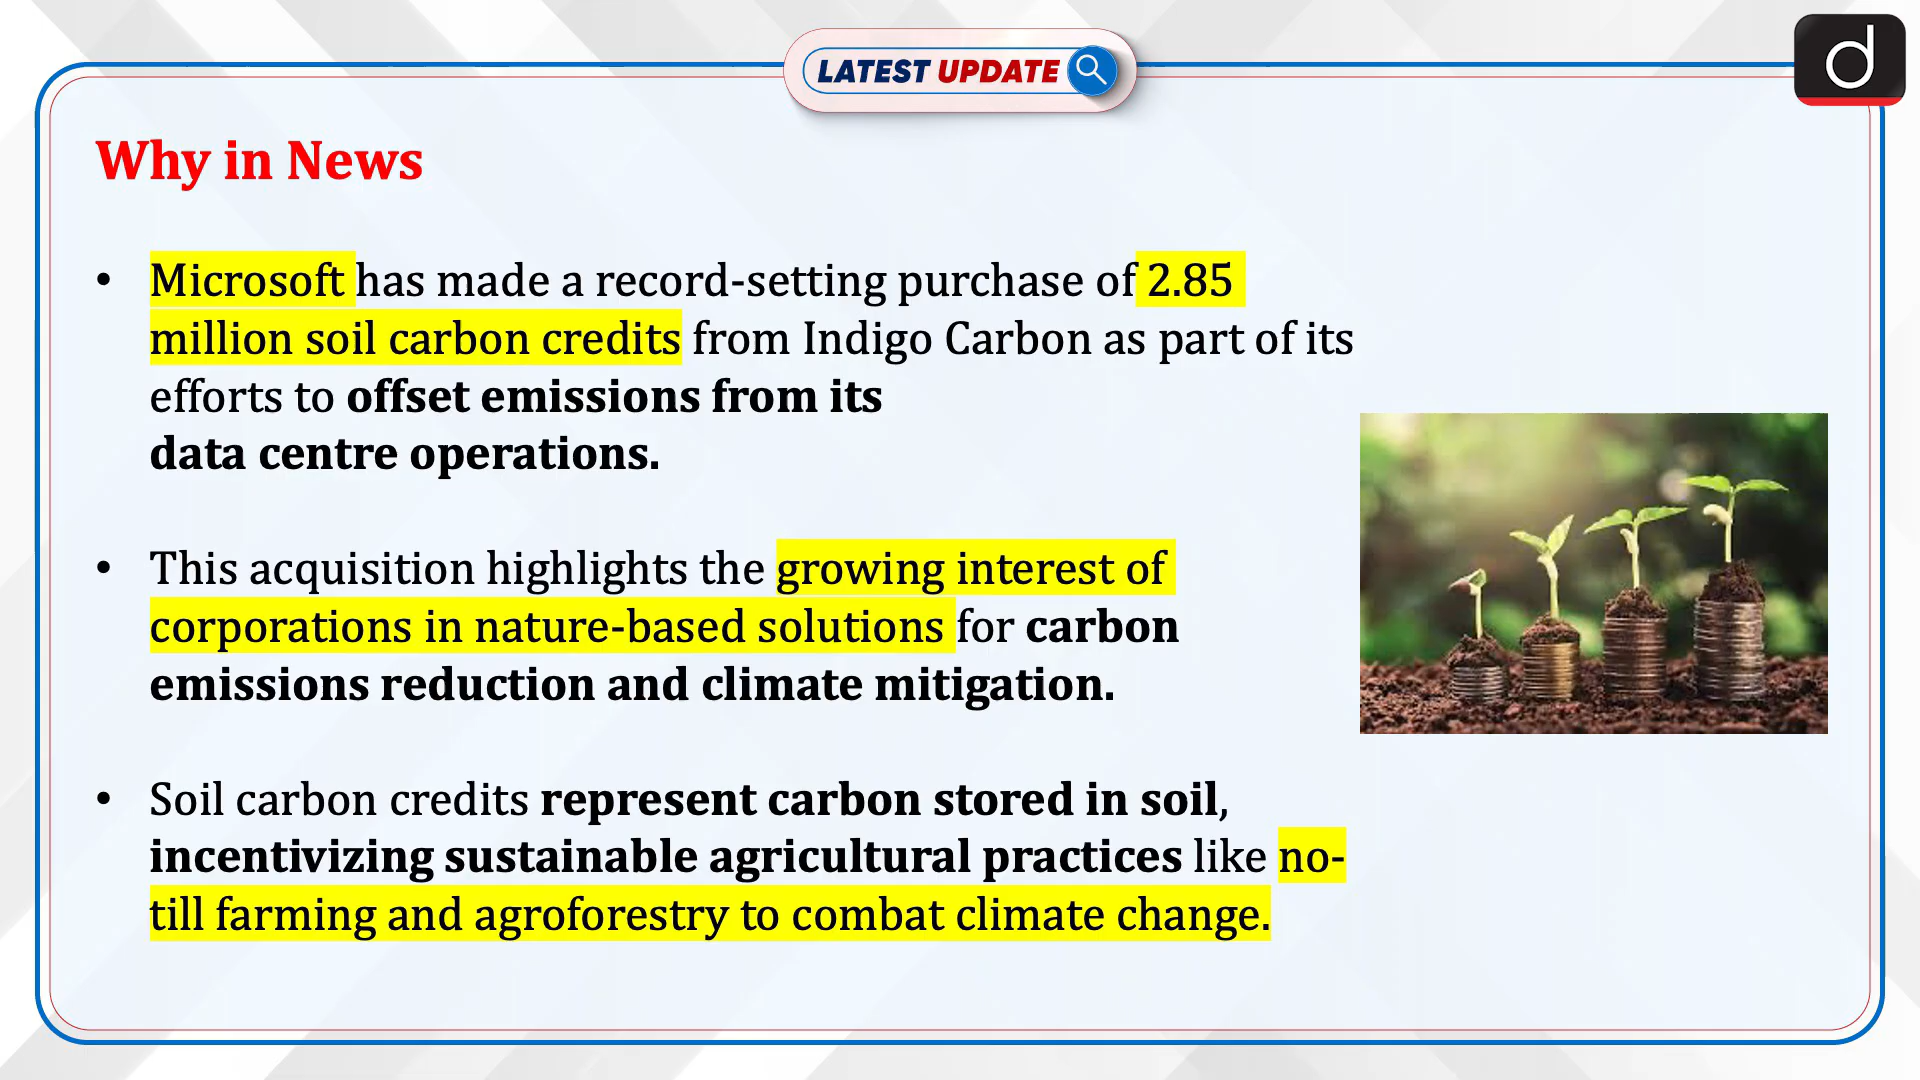 LATEST UPDATE
d
Why in News
• Microsoft has made a record-setting purchase of 2.85
million soil carbon credits from Indigo Carbon as part of its
efforts to offset emissions from its
data centre operations.
• This acquisition highlights the growing interest of
corporations in nature-based solutions for carbon
emissions reduction and climate mitigation.
• Soil carbon credits represent carbon stored in soil,
incentivizing sustainable agricultural practices like no-
till farming and agroforestry to combat climate change.